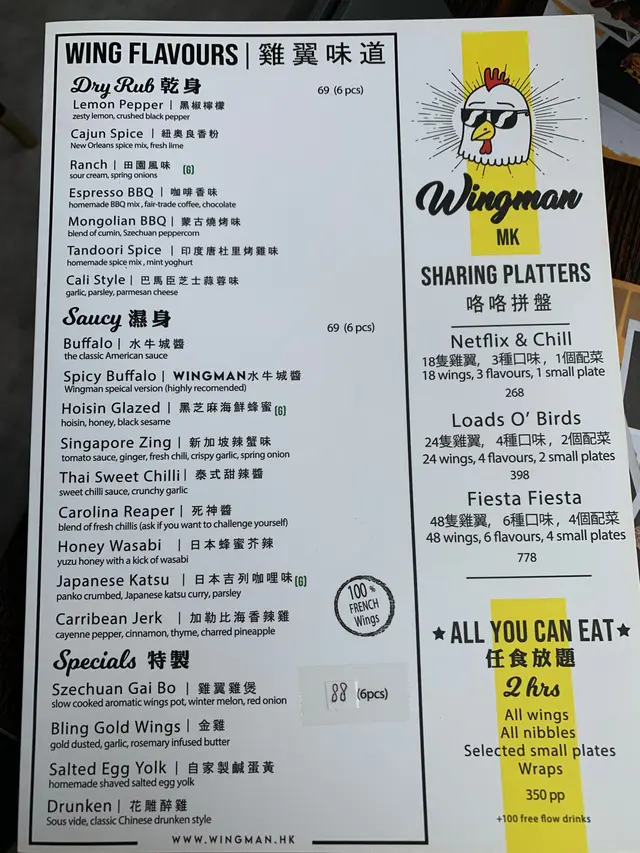 WING FLAVOURS | 雞翼味道
Dry Rub 乾身 69 (6 pcs)
Lemon Pepper | 黑椒檸檬
zesty lemon, crushed black pepper
Cajun Spice | 紐奧良香粉
New Orleans spice mix, fresh lime
Ranch | 田園風味 [G]
sour cream, spring onions
Espresso BBQ | 咖啡香味
homemade BBQ mix , fair-trade coffee, chocolate
Mongolian BBQ | 蒙古燒烤味
blend of cumin, Szechuan peppercorn
Tandoori Spice | 印度唐杜里烤雞味
homemade spice mix , mint yoghurt
Cali Style | 巴馬臣芝士蒜蓉味
garlic, parsley, parmesan cheese
Saucy 濕身 69 (6 pcs)
Buffalo | 水牛城醬
the classic American sauce
Spicy Buffalo | WINGMAN水牛城醬
Wingman speical version (highly recomended)
Hoisin Glazed | 黑芝麻海鮮蜂蜜 [G]
hoisin, honey, black sesame
Singapore Zing | 新加坡辣蟹味
tomato sauce, ginger, fresh chili, crispy garlic, spring onion
Thai Sweet Chilli | 泰式甜辣醬
sweet chilli sauce, crunchy garlic
Carolina Reaper | 死神醬
blend of fresh chillis (ask if you want to challenge yourself)
Honey Wasabi | 日本蜂蜜芥辣
yuzu honey with a kick of wasabi
Japanese Katsu | 日本吉列咖哩味 [G]
panko crumbed, Japanese katsu curry, parsley
Carribean Jerk | 加勒比海香辣雞
cayenne pepper, cinnamon, thyme, charred pineapple
100 %
FRENCH
Wings
Specials 特製
Szechuan Gai Bo | 雞翼雞煲
slow cooked aromatic wings pot, winter melon, red onion
88 (6pcs)
Bling Gold Wings | 金雞
gold dusted, garlic, rosemary infused butter
Salted Egg Yolk | 自家製鹹蛋黃
homemade shaved salted egg yolk
Drunken | 花雕醉雞
Sous vide, classic Chinese drunken style
WWW.WINGMAN.HK
Wingman
MK
SHARING PLATTERS
咯咯拼盤
Netflix & Chill
18隻雞翼, 3種口味, 1個配菜
18 wings, 3 flavours, 1 small plate
268
Loads O' Birds
24隻雞翼, 4種口味, 2個配菜
24 wings, 4 flavours, 2 small plates
398
Fiesta Fiesta
48隻雞翼, 6種口味, 4個配菜
48 wings, 6 flavours, 4 small plates
778
★ALL YOU CAN EAT★
任食放題
2 hrs
All wings
All nibbles
Selected small plates
Wraps
350 pp
+100 free flow drinks